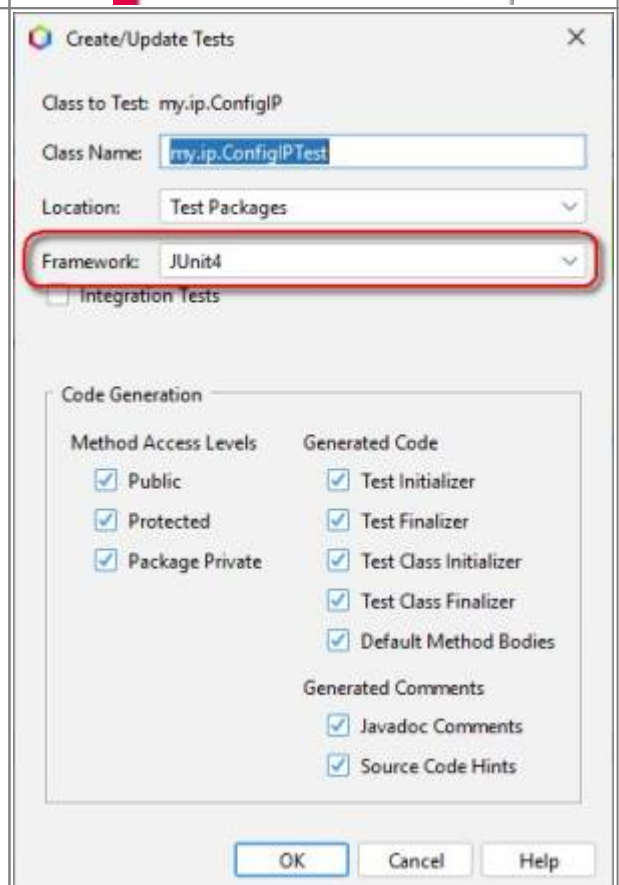 Create/Update Tests
Class to Test: my.ip.ConfigIP
Class Name: my.ip.ConfigIPTest
Location: Test Packages
Framework: JUnit4
Integration Tests
Code Generation
Method Access Levels Generated Code
Public Test Initializer
Protected Test Finalizer
Package Private Test Class Initializer
Test Class Finalizer
Default Method Bodies
Generated Comments
Javadoc Comments
Source Code Hints
OK Cancel Help